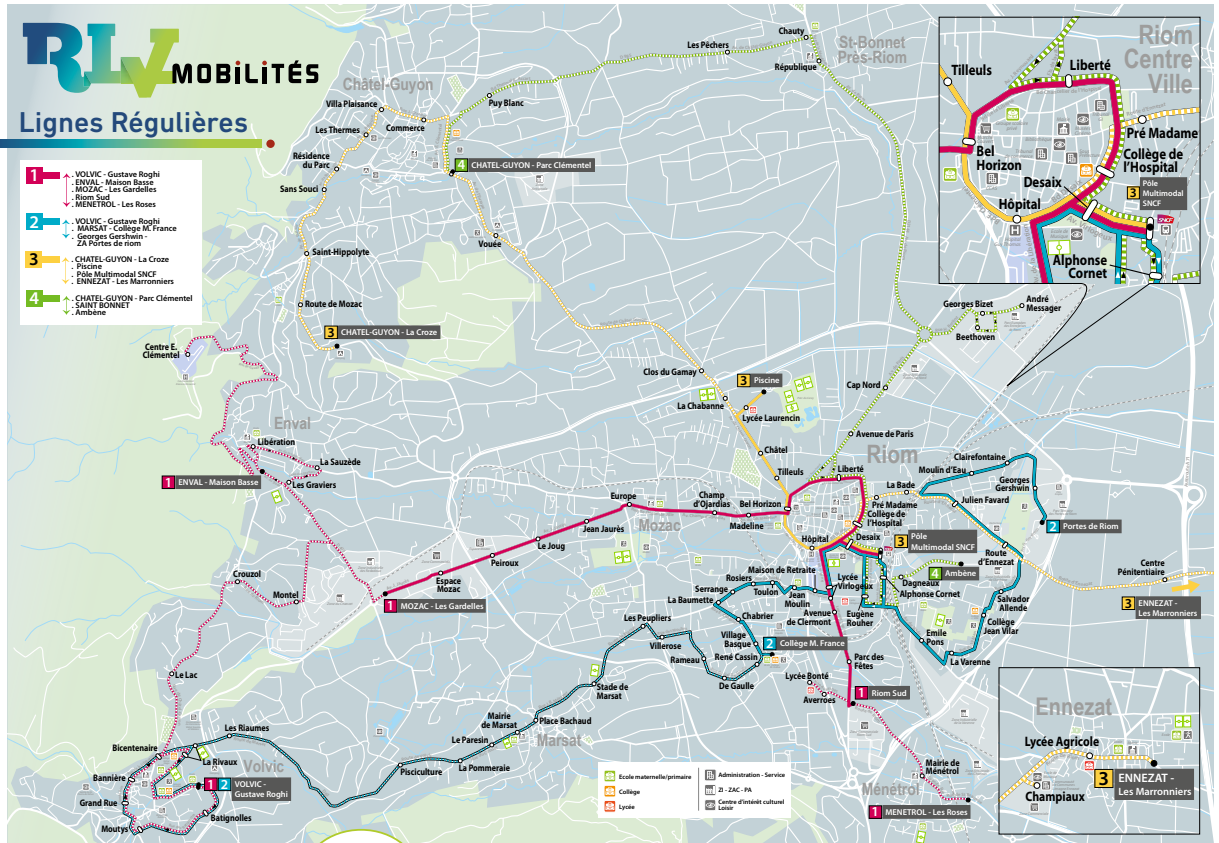 RLV MOBiLiTÉS
Lignes Régulières
1
VOLVIC - Gustave Roghi
. ENVAL - Maison Basse
. MOZAC - Les Gardelles
. Riom Sud
. MENETROL - Les Roses
2
VOLVIC - Gustave Roghi
. MARSAT - Collège M. France
. Georges Gershwin -
ZA Portes de riom
3
. CHATEL-GUYON - La Croze
. Piscine
. Pôle Multimodal SNCF
. ENNEZAT - Les Marronniers
4
. CHATEL-GUYON - Parc Clémentel
. SAINT BONNET
. Ambène
Châtel-Guyon
Villa Plaisance
Commerce
Les Thermes
Résidence
du Parc
Sans Souci
Saint-Hippolyte
Route de Mozac
3 CHATEL-GUYON - La Croze
Puy Blanc
4 CHATEL-GUYON - Parc Clémentel
Vouée
Les Pêchers
Chauty
République
St-Bonnet
Près-Riom
Riom
Centre
Ville
Tilleuls
Liberté
Pré Madame
Bel
Horizon
Collège de
l'Hospital
Desaix
3 Pôle
Multimodal
SNCF
SNCF
Hôpital
Alphonse
Cornet
Georges Bizet
André
Messager
Beethoven
Cap Nord
Avenue de Paris
Clos du Gamay
La Chabanne
3 Piscine
Lycée Laurencin
Châtel
Tilleuls
Centre E.
Clémentel
Enval
Libération
La Sauzède
1 ENVAL - Maison Basse
Les Graviers
Riom
Liberté
La Bade
Pré Madame
Collège de
l'Hospital
Clairefontaine
Moulin d'Eau
Georges
Gershwin
Julien Favard
2 Portes de Riom
Route
d'Ennezat
Centre
Pénitentiaire
3 ENNEZAT -
Les Marronniers
Europe
Champ
d'Ojardias
Bel Horizon
Madeline
Mozac
Jean Jaurès
Le Joug
Peiroux
Espace
Mozac
1 MOZAC - Les Gardelles
Hôpital
Desaix
3 Pôle
Multimodal SNCF
4 Ambène
Dagneaux
Alphonse Cornet
Maison de Retraite
Lycée
Virlogeux
Rosiers
Serrange
Toulon
Jean
Moulin
La Baumette
Chabrier
Avenue
de Clermont
Eugène
Rouher
Emile
Pons
Salvador
Allende
Collège
Jean Vilar
La Varenne
Crouzol
Montel
Le Lac
Les Peupliers
Villerose
Village
Basque
2 Collège M. France
Rameau
René Cassin
De Gaulle
Parc des
Fêtes
Lycée Bonté
Averroes
1 Riom Sud
Stade de
Marsat
Mairie
de Marsat
Place Bachaud
Le Paresin
Marsat
La Pommeraie
Pisciculture
Les Riaumes
Bicentenaire
La Rivaux
Volvic
Bannière
1 2 VOLVIC -
Gustave Roghi
Grand Rue
Batignolles
Moutys
Mairie de
Ménétrol
Ménétrol
1 MENETROL - Les Roses
Ecole maternelle/primaire
Collège
Lycée
Administration - Service
ZI - ZAC - PA
Centre d'intérêt culturel
Loisir
Ennezat
Lycée Agricole
3 ENNEZAT -
Les Marronniers
Champiaux